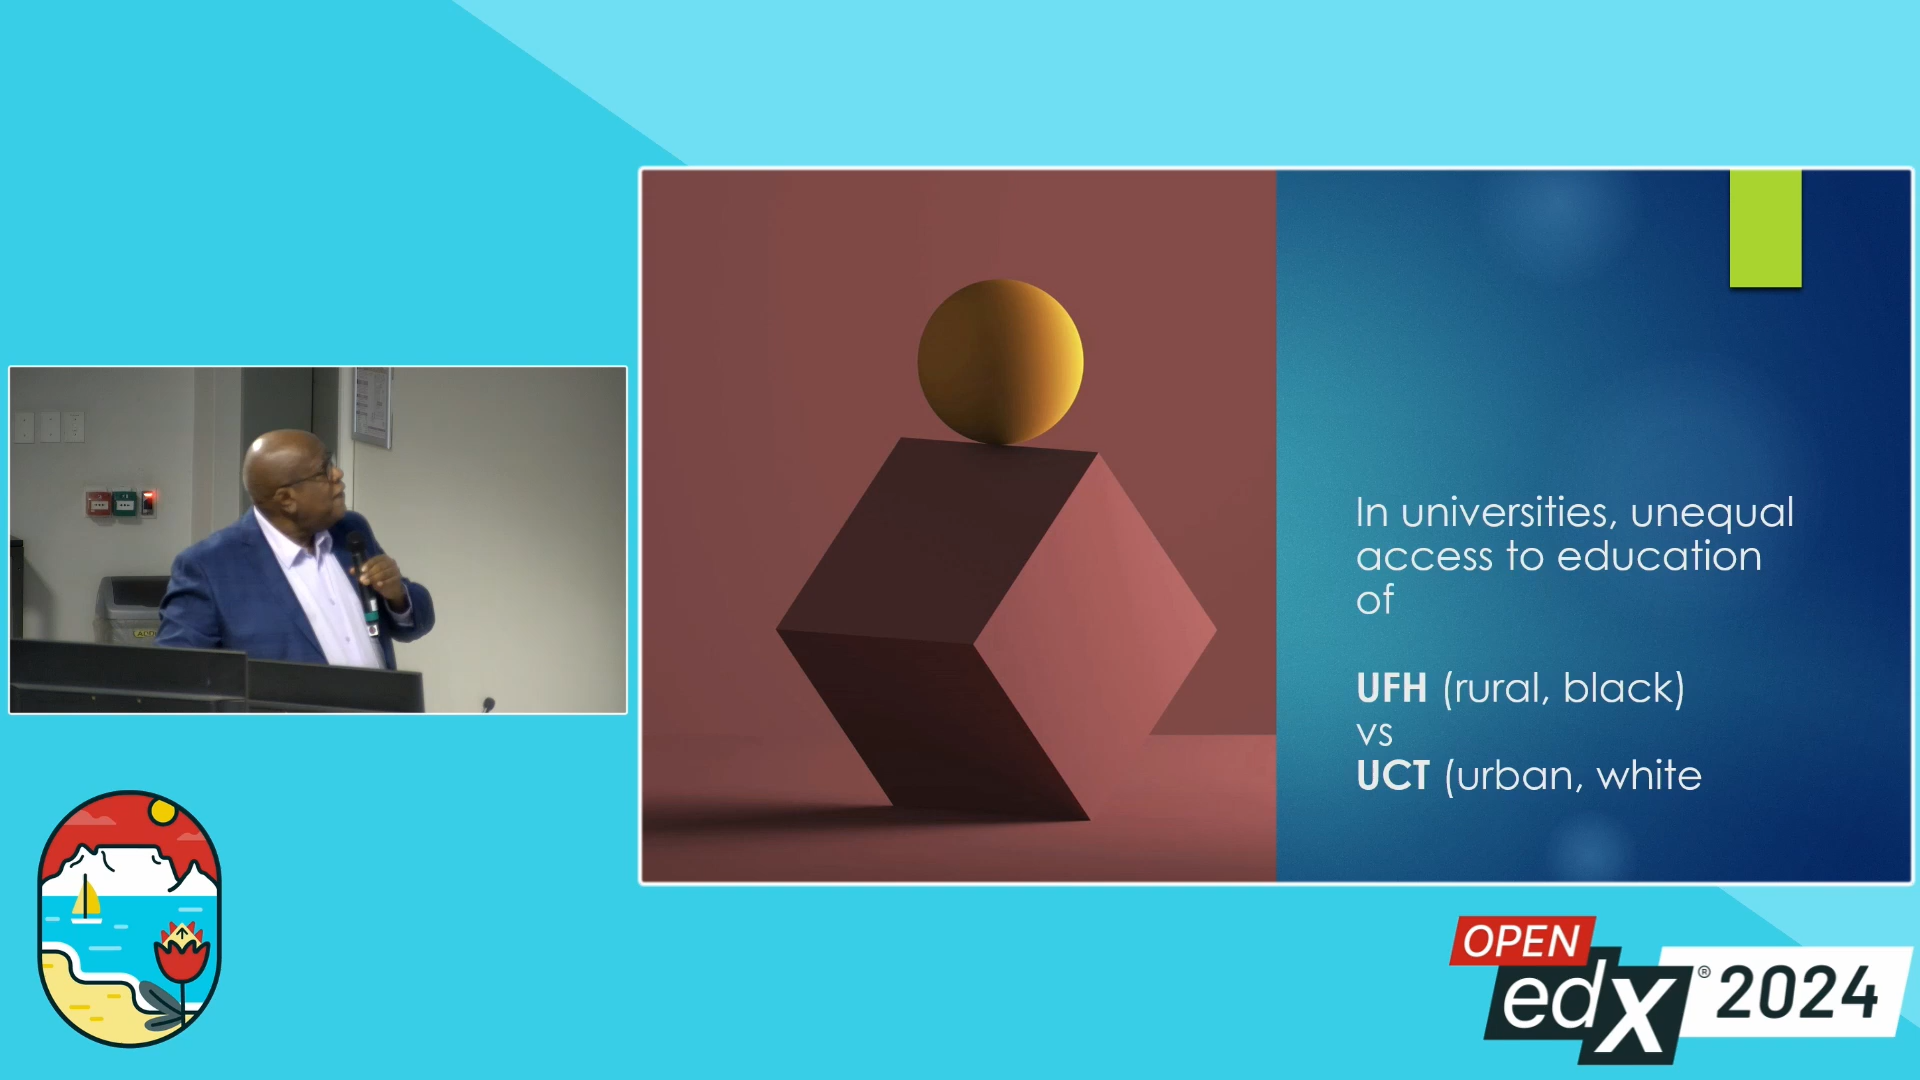 In universities, unequal
access to education
of
UFH (rural, black)
vs
UCT (urban, white
OPEN
edX® 2024